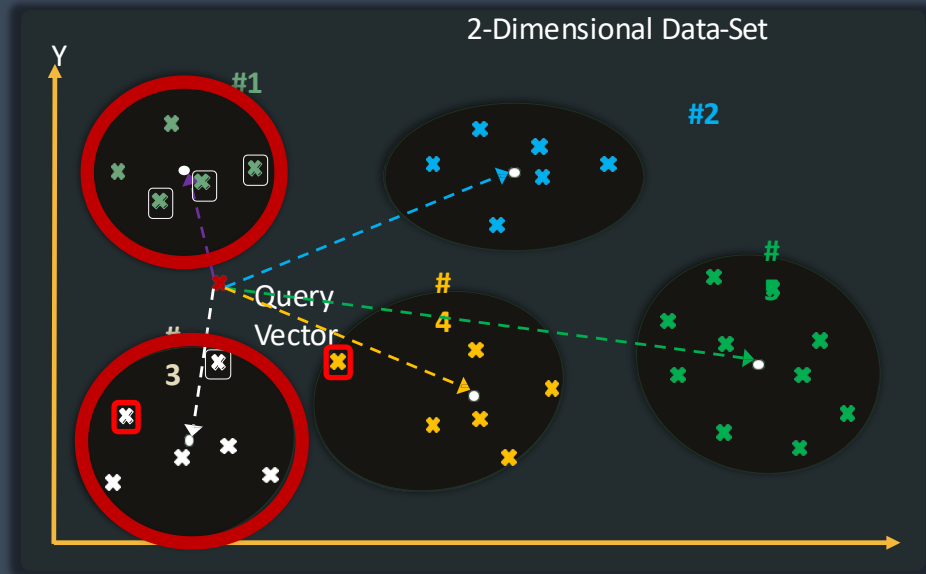 2-Dimensional Data-Set
Y
#1
#2
#
5
#
4
Query
Vector
#
3